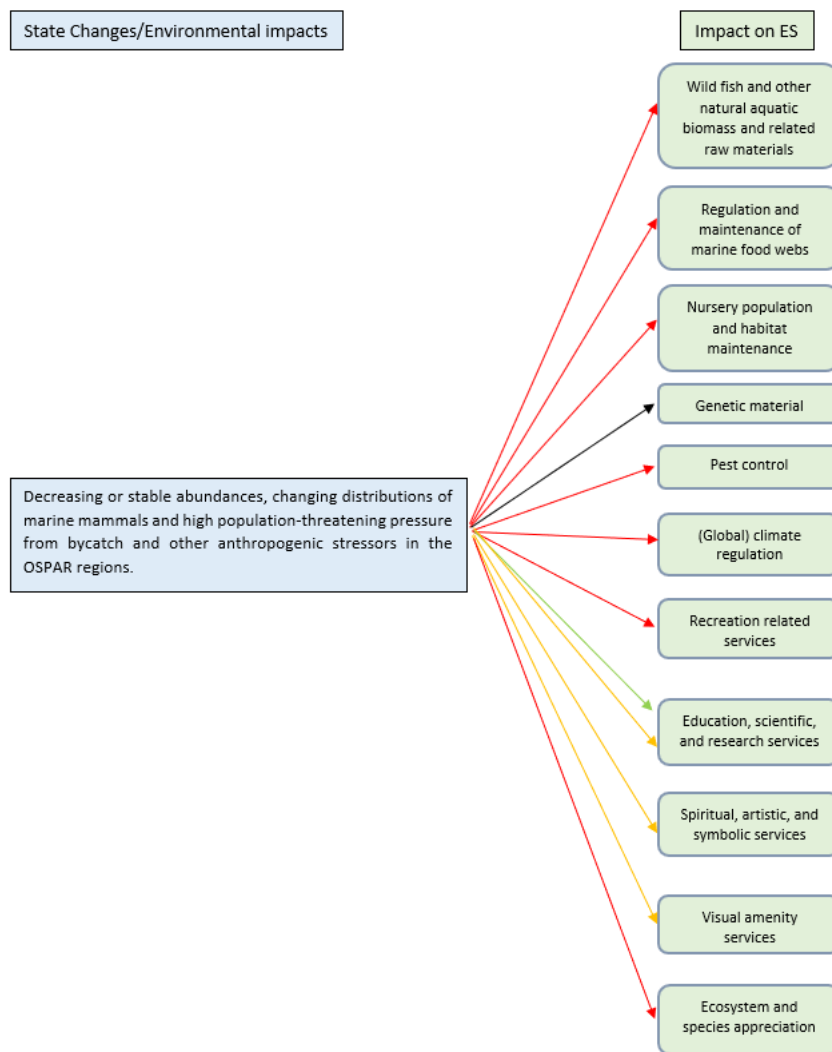 State Changes/Environmental impacts
Impact on ES
Wild fish and other
natural aquatic
biomass and related
raw materials
Regulation and
maintenance of
marine food webs
Nursery population
and habitat
maintenance
Genetic material
Pest control
Decreasing or stable abundances, changing distributions of
marine mammals and high population-threatening pressure
from bycatch and other anthropogenic stressors in the
OSPAR regions.
(Global) climate
regulation
Recreation related
services
Education, scientific,
and research services
Spiritual, artistic, and
symbolic services
Visual amenity
services
Ecosystem and
species appreciation